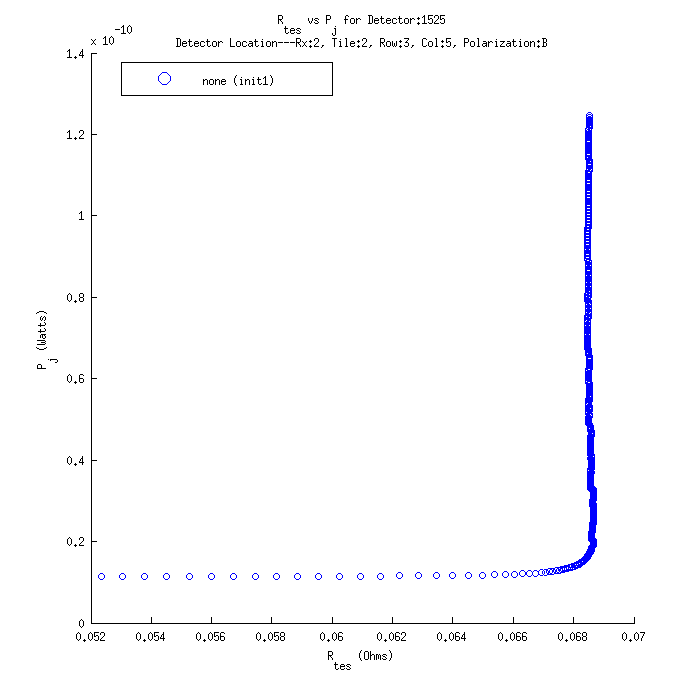 R_tes vs P_j for Detector:1525
Detector Location---Rx:2, Tile:2, Row:3, Col:5, Polarization:B
x 10^-10
none (init1)
1.4
1.2
1
0.8
0.6
0.4
0.2
0
P_j (Watts)
0.052 0.054 0.056 0.058 0.06 0.062 0.064 0.066 0.068 0.07
R_tes (Ohms)